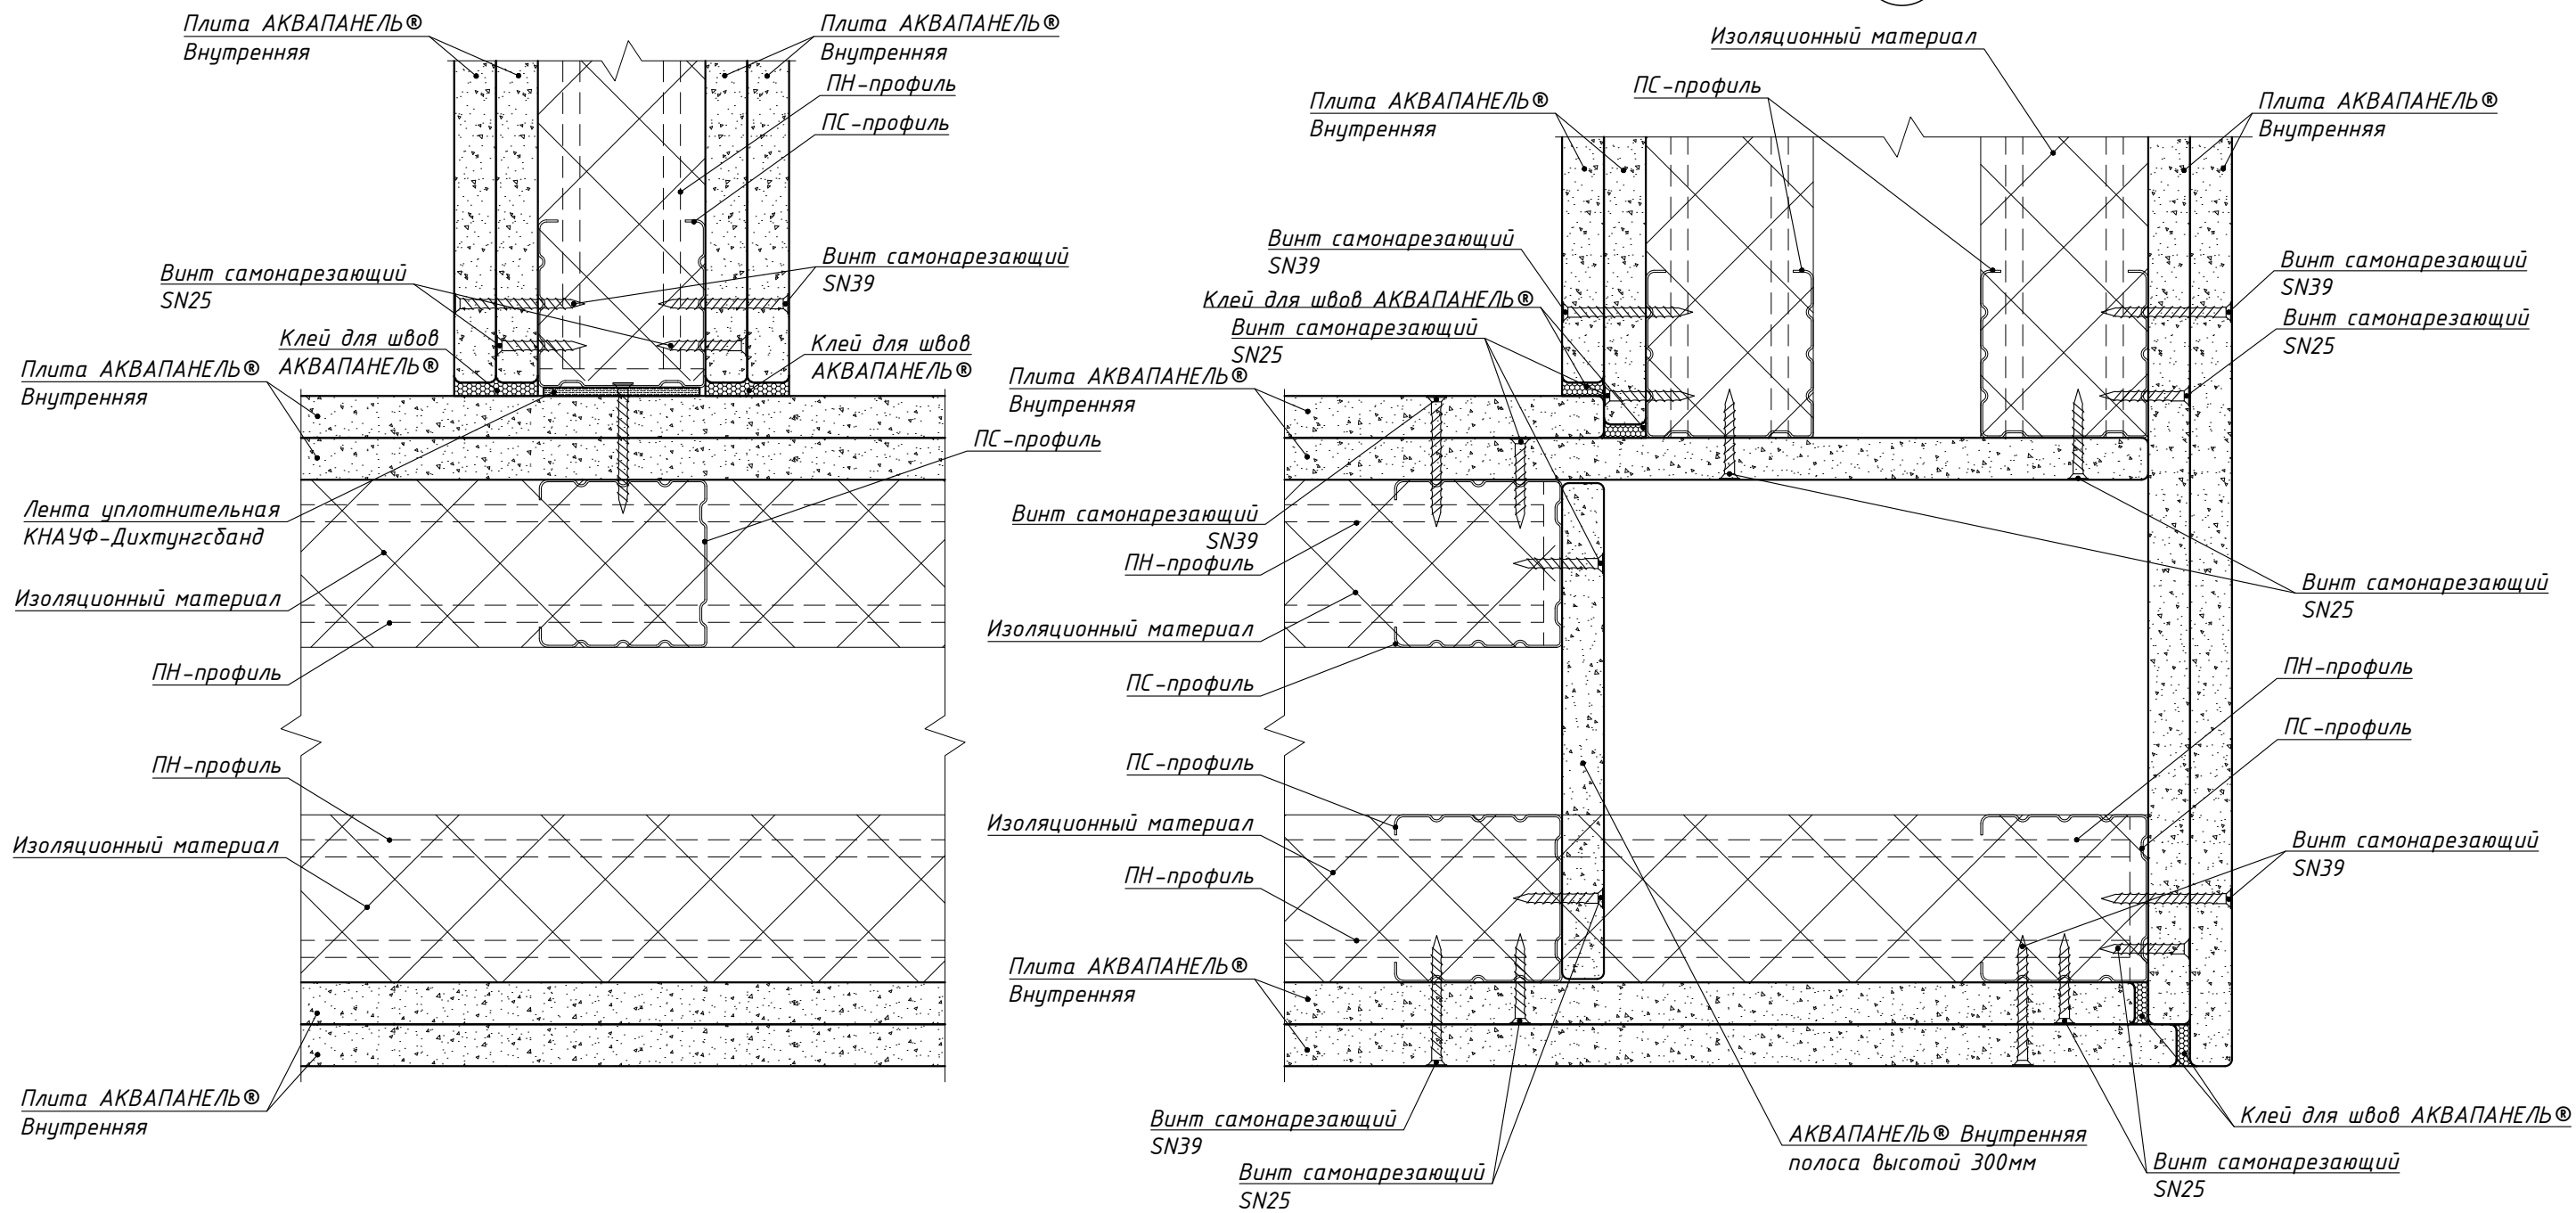 Плита АКВАПАНЕЛЬ®
Внутренняя
Плита АКВАПАНЕЛЬ®
Внутренняя
ПН-профиль
ПС-профиль
Винт самонарезающий
SN25
Винт самонарезающий
SN39
Клей для швов
АКВАПАНЕЛЬ®
Клей для швов
АКВАПАНЕЛЬ®
Плита АКВАПАНЕЛЬ®
Внутренняя
ПС-профиль
Лента уплотнительная
КНАУФ-Дихтунгсбанд
Изоляционный материал
ПН-профиль
ПН-профиль
Изоляционный материал
Плита АКВАПАНЕЛЬ®
Внутренняя
Изоляционный материал
ПС-профиль
Плита АКВАПАНЕЛЬ®
Внутренняя
Плита АКВАПАНЕЛЬ®
Внутренняя
Винт самонарезающий
SN39
Клей для швов АКВАПАНЕЛЬ®
Винт самонарезающий
SN25
Плита АКВАПАНЕЛЬ®
Внутренняя
Винт самонарезающий
SN39
Винт самонарезающий
SN25
Винт самонарезающий
SN39
ПН-профиль
Изоляционный материал
ПС-профиль
Винт самонарезающий
SN25
ПН-профиль
ПС-профиль
ПС-профиль
Изоляционный материал
ПН-профиль
Винт самонарезающий
SN39
Плита АКВАПАНЕЛЬ®
Внутренняя
Винт самонарезающий
SN39
Винт самонарезающий
SN25
АКВАПАНЕЛЬ® Внутренняя
полоса высотой 300мм
Клей для швов АКВАПАНЕЛЬ®
Винт самонарезающий
SN25